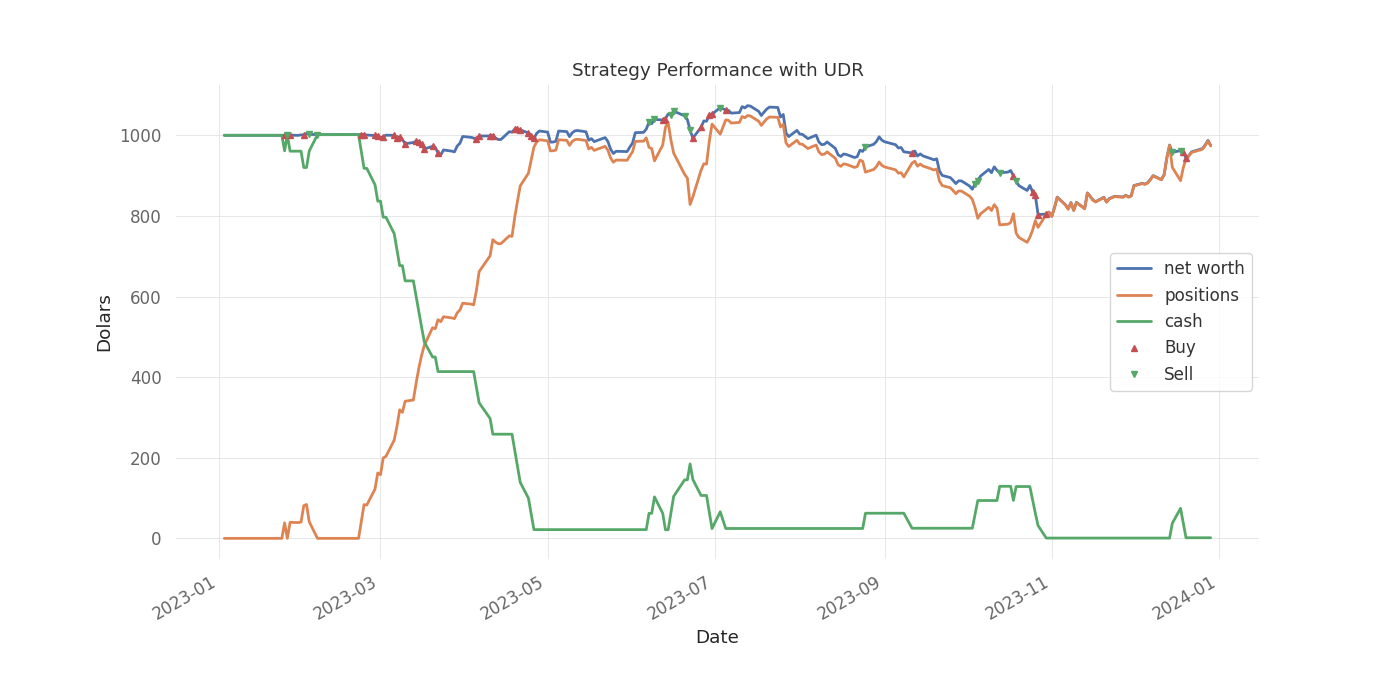 Strategy Performance with UDR
Dolars
1000
800
600
400
200
0
net worth
positions
cash
Buy
Sell
2023-01
2023-03
2023-05
2023-07
2023-09
2023-11
2024-01
Date